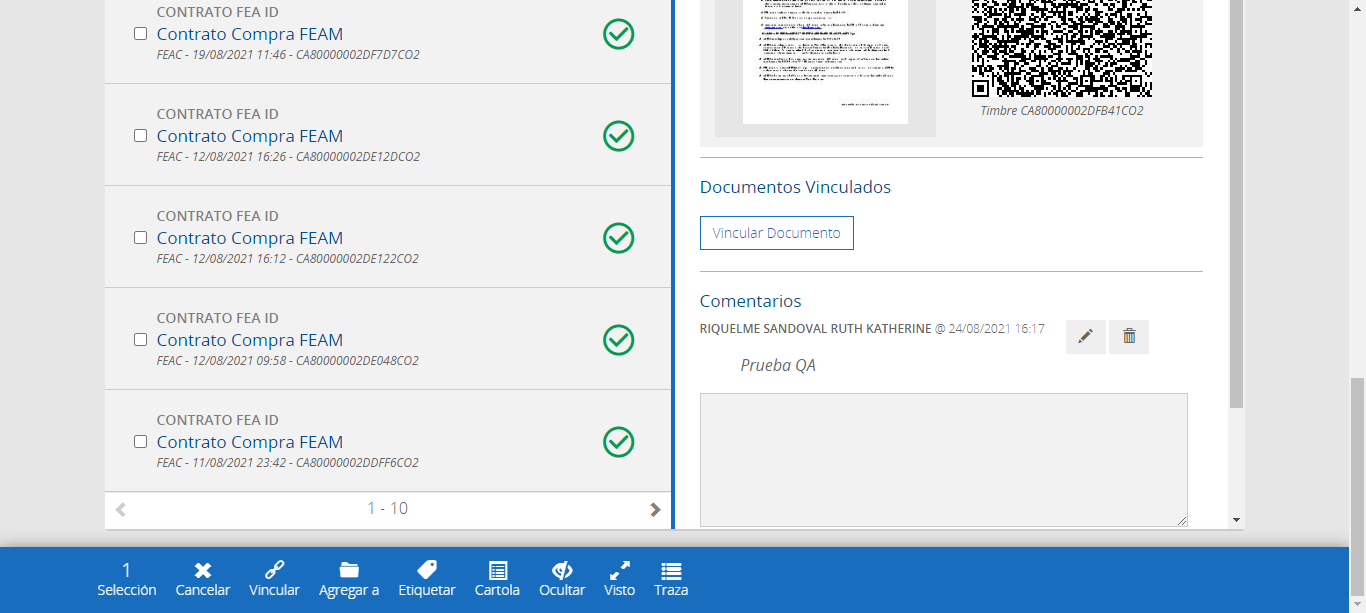 CONTRATO FEA ID
Contrato Compra FEAM
FEAC - 19/08/2021 11:46 - CA80000002DF7D7CO2
CONTRATO FEA ID
Contrato Compra FEAM
FEAC - 12/08/2021 16:26 - CA80000002DE12DCO2
CONTRATO FEA ID
Contrato Compra FEAM
FEAC - 12/08/2021 16:12 - CA80000002DE122CO2
CONTRATO FEA ID
Contrato Compra FEAM
FEAC - 12/08/2021 09:58 - CA80000002DE048CO2
CONTRATO FEA ID
Contrato Compra FEAM
FEAC - 11/08/2021 23:42 - CA80000002DDFF6CO2
1 - 10
Timbre CA80000002DFB41CO2
Documentos Vinculados
Vincular Documento
Comentarios
RIQUELME SANDOVAL RUTH KATHERINE @ 24/08/2021 16:17
Prueba QA
1
Selección
Cancelar
Vincular
Agregar a
Etiquetar
Cartola
Ocultar
Visto
Traza